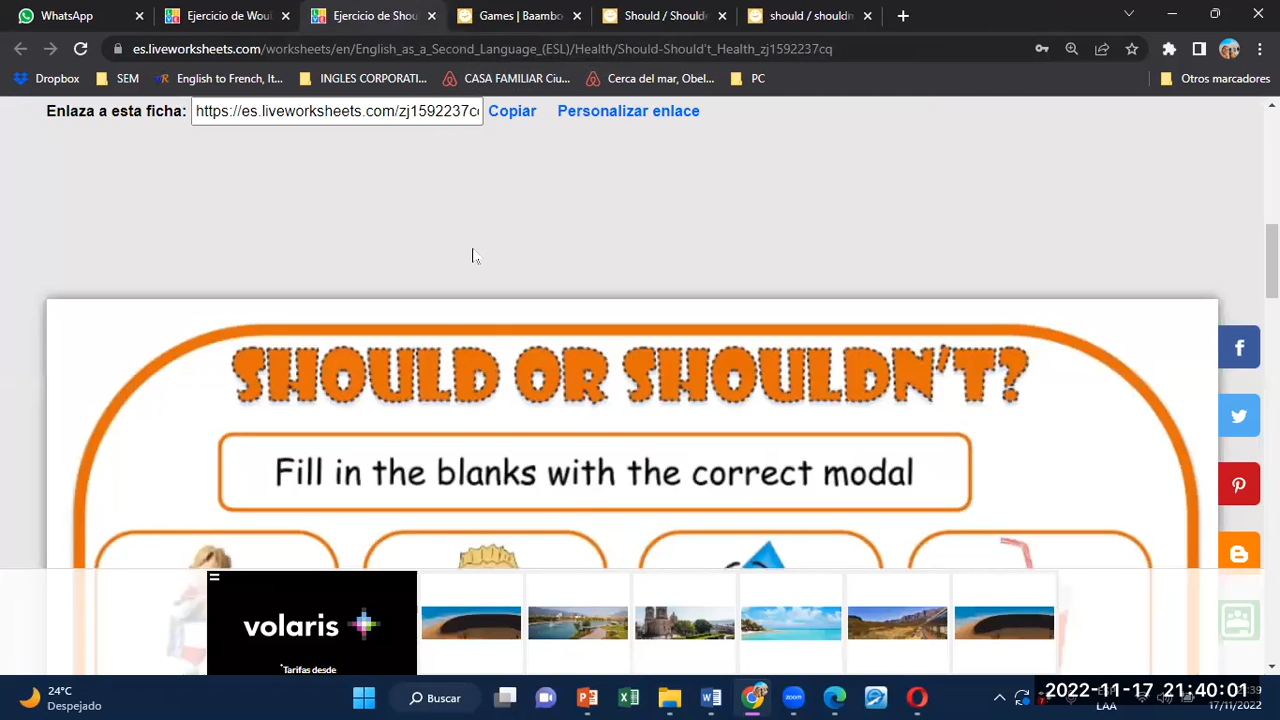 WhatsApp
Ejercicio de Woul
Ejercicio de Shou
Games | Baamb
Should / Should
should / shouldin
es.liveworksheets.com/worksheets/en/English_as_a_Second_Language_(ESL)/Health/Should-Should't_Health_zj1592237cq
Dropbox
SEM
English to French, It...
INGLES CORPORATI...
CASA FAMILIAR Ciu...
Cerca del mar, Obel...
PC
Otros marcadores
Enlaza a esta ficha: https://es.liveworksheets.com/zj1592237c Copiar Personalizar enlace
SHOULD OR SHOULDN'T?
Fill in the blanks with the correct modal
volaris
*Tarifas desde
24°C
Despejado
Buscar
2022-11-17 21:40:01
LAA
17/11/2022